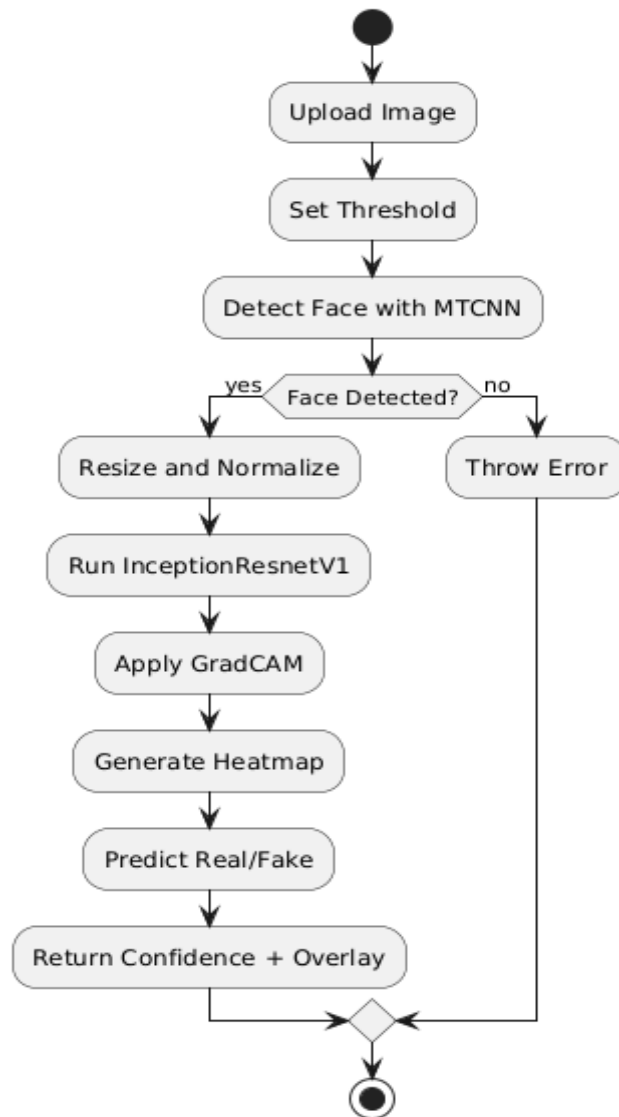 Upload Image
Set Threshold
Detect Face with MTCNN
Face Detected?
yes
no
Resize and Normalize
Throw Error
Run InceptionResnetV1
Apply GradCAM
Generate Heatmap
Predict Real/Fake
Return Confidence + Overlay